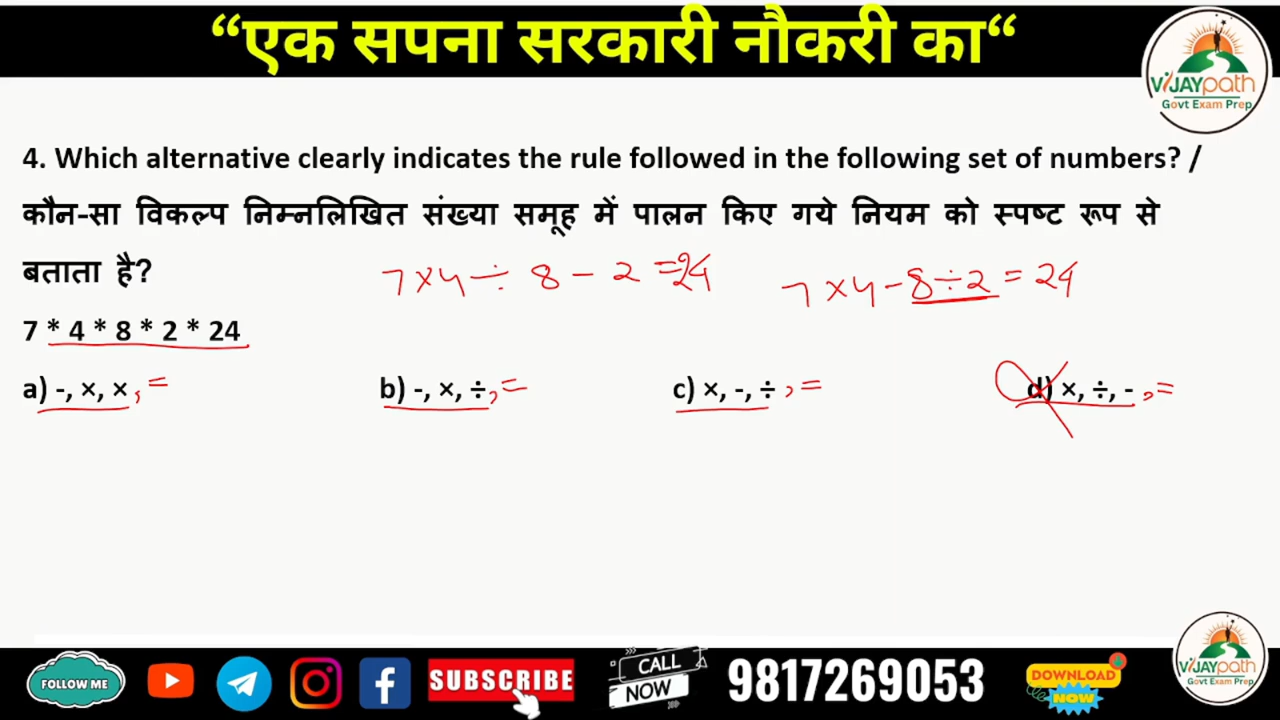 “एक सपना सरकारी नौकरी का“
ViJAYpath
Govt Exam Prep
4. Which alternative clearly indicates the rule followed in the following set of numbers? /
कौन-सा विकल्प निम्नलिखित संख्या समूह में पालन किए गये नियम को स्पष्ट रूप से
बताता है?
7 × 4 ÷ 8 - 2 = 24
7 × 4 - 8 ÷ 2 = 24
7 * 4 * 8 * 2 * 24
a) -, ×, ×, =
b) -, ×, ÷, =
c) ×, -, ÷, =
d) ×, ÷, -, =
ViJAYpath
Govt Exam Prep
FOLLOW ME
SUBSCRIBE
CALL
NOW
9817269053
DOWNLOAD
NOW